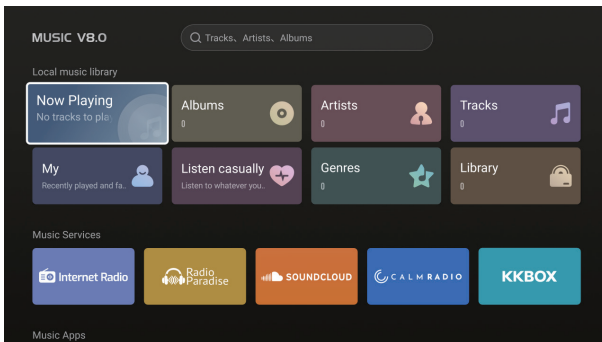 MUSIC V8.0
Tracks、Artists、Albums
Local music library
Now Playing
No tracks to play
Albums
0
Artists
0
Tracks
0
My
Recently played and fa..
Listen casually
Listen to whatever you..
Genres
0
Library
0
Music Services
Internet Radio
Radio
Paradise
SOUNDCLOUD
CALMRADIO
KKBOX
Music Apps